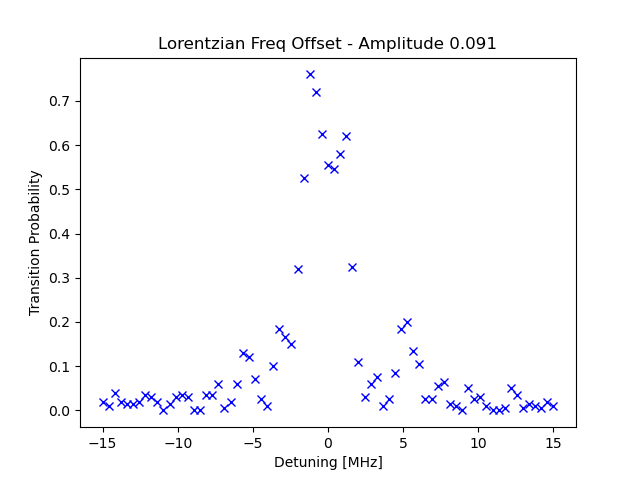 Lorentzian Freq Offset - Amplitude 0.091
Transition Probability
0.7
0.6
0.5
0.4
0.3
0.2
0.1
0.0
−15 −10 −5 0 5 10 15
Detuning [MHz]